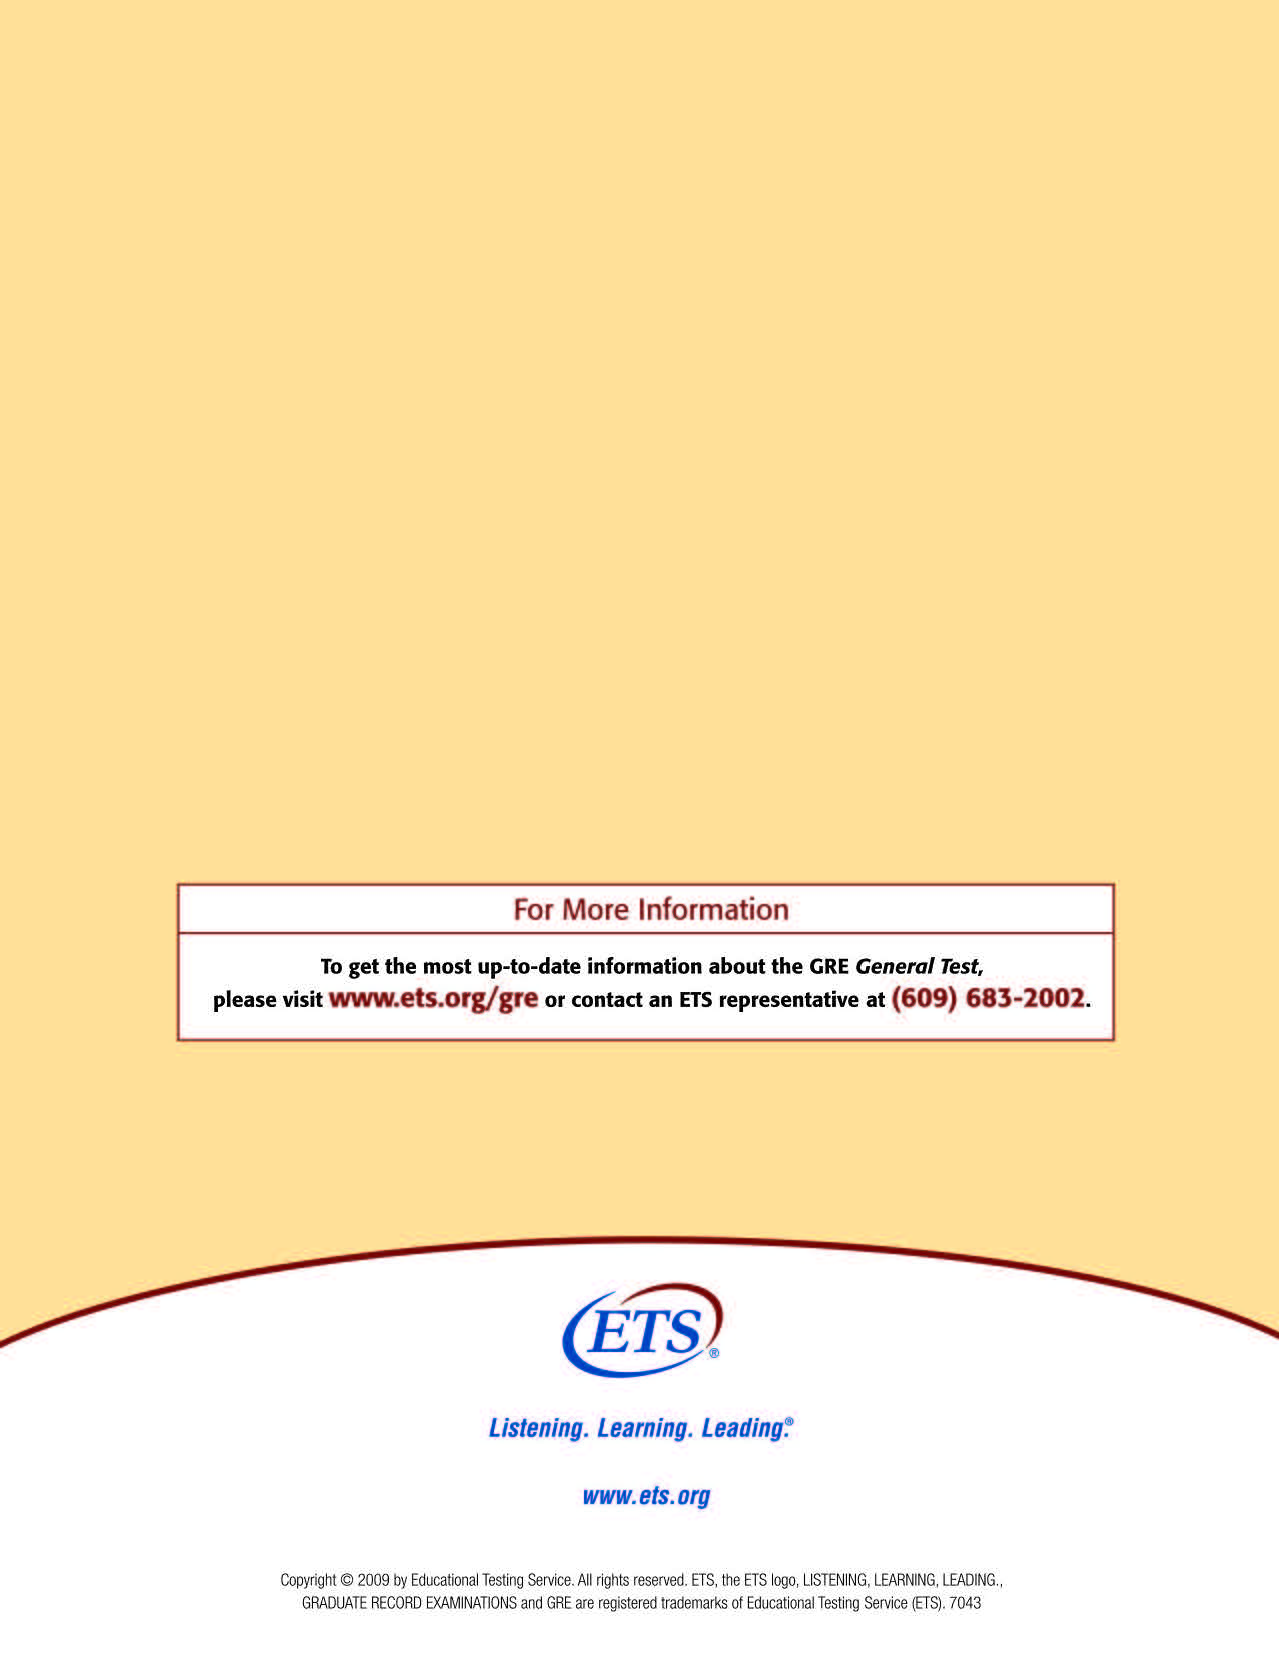 For More Information
To get the most up-to-date information about the GRE General Test,
please visit www.ets.org/gre or contact an ETS representative at (609) 683-2002.
ETS®
Listening. Learning. Leading.®
www.ets.org
Copyright © 2009 by Educational Testing Service. All rights reserved. ETS, the ETS logo, LISTENING, LEARNING, LEADING.,
GRADUATE RECORD EXAMINATIONS and GRE are registered trademarks of Educational Testing Service (ETS). 7043